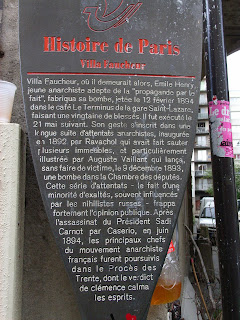 Histoire de Paris
Villa Faucheur
Villa Faucheur, où il demeurait alors, Emile Henry,
jeune anarchiste adepte de la "propagande par le
fait", fabriqua sa bombe, jetée le 12 février 1894
dans le café Le Terminus de la gare Saint-Lazare,
faisant une vingtaine de blessés. Il fut exécuté le
21 mai suivant. Son geste s'inscrit dans une
longue suite d'attentats anarchistes, inaugurée
en 1892 par Ravachol qui avait fait sauter
plusieurs immeubles, et particulièrement
illustrée par Auguste Vaillant qui lança,
sans faire de victime, le 9 décembre 1893,
une bombe dans la Chambre des députés.
Cette série d'attentats - le fait d'une
minorité d'exaltés, souvent influencés
par les nihilistes russes - frappa
fortement l'opinion publique. Après
l'assassinat du Président Sadi
Carnot par Caserio, en juin
1894, les principaux chefs
du mouvement anarchiste
français furent poursuivis
dans le Procès des
Trente, dont le verdict
de clémence calma
les esprits.